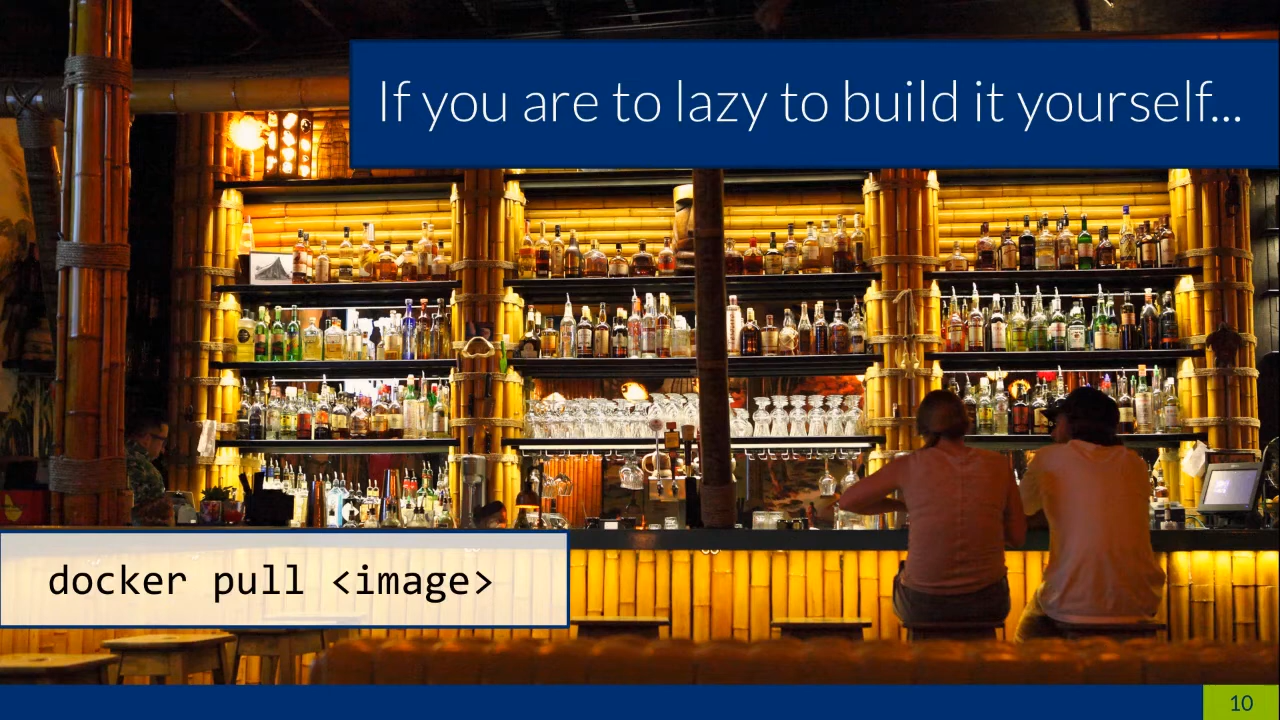 If you are to lazy to build it yourself...
docker pull <image>
10